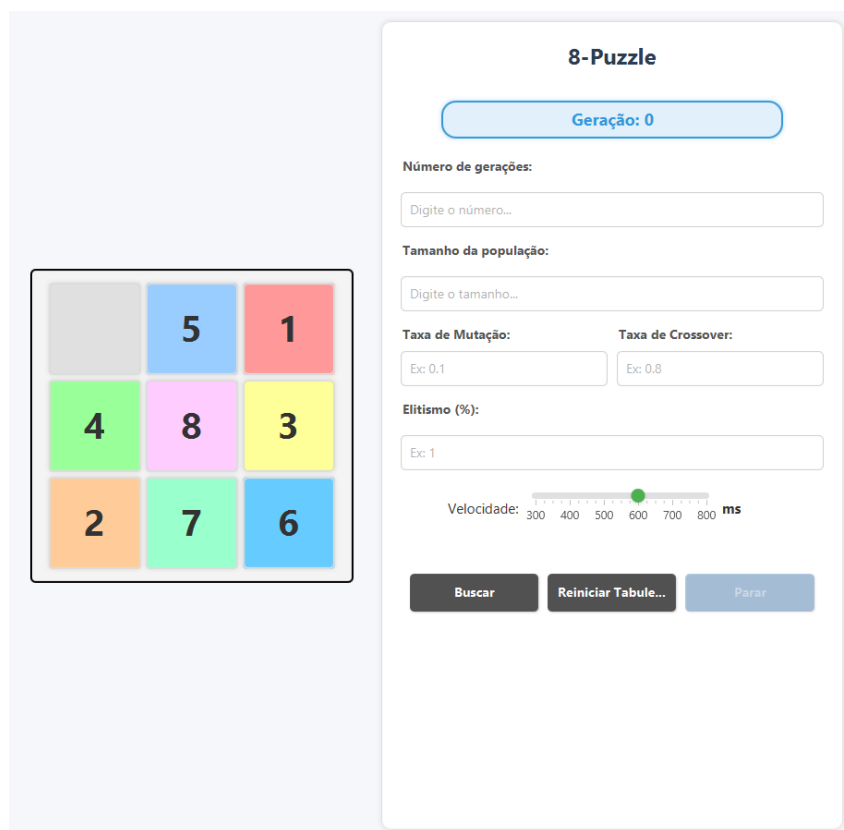 5 1
4 8 3
2 7 6
8-Puzzle
Geração: 0
Número de gerações:
Digite o número...
Tamanho da população:
Digite o tamanho...
Taxa de Mutação: Taxa de Crossover:
Ex: 0.1 Ex: 0.8
Elitismo (%):
Ex: 1
Velocidade: 300 400 500 600 700 800 ms
Buscar Reiniciar Tabule... Parar